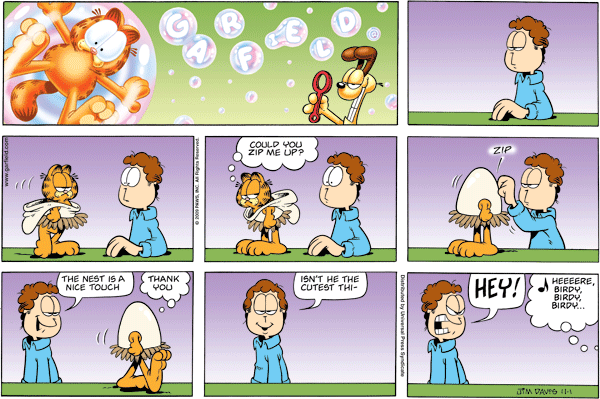 GARFIELD
www.garfield.com
© 2009 PAWS, INC. All Rights Reserved.
COULD YOU
ZIP ME UP?
ZIP
THE NEST IS A
NICE TOUCH
THANK
YOU
ISN'T HE THE
CUTEST THI-
Distributed by Universal Press Syndicate
HEY!
♪ HEEEERE,
BIRDY,
BIRDY,
BIRDY...
JIM DAVIS 11-1